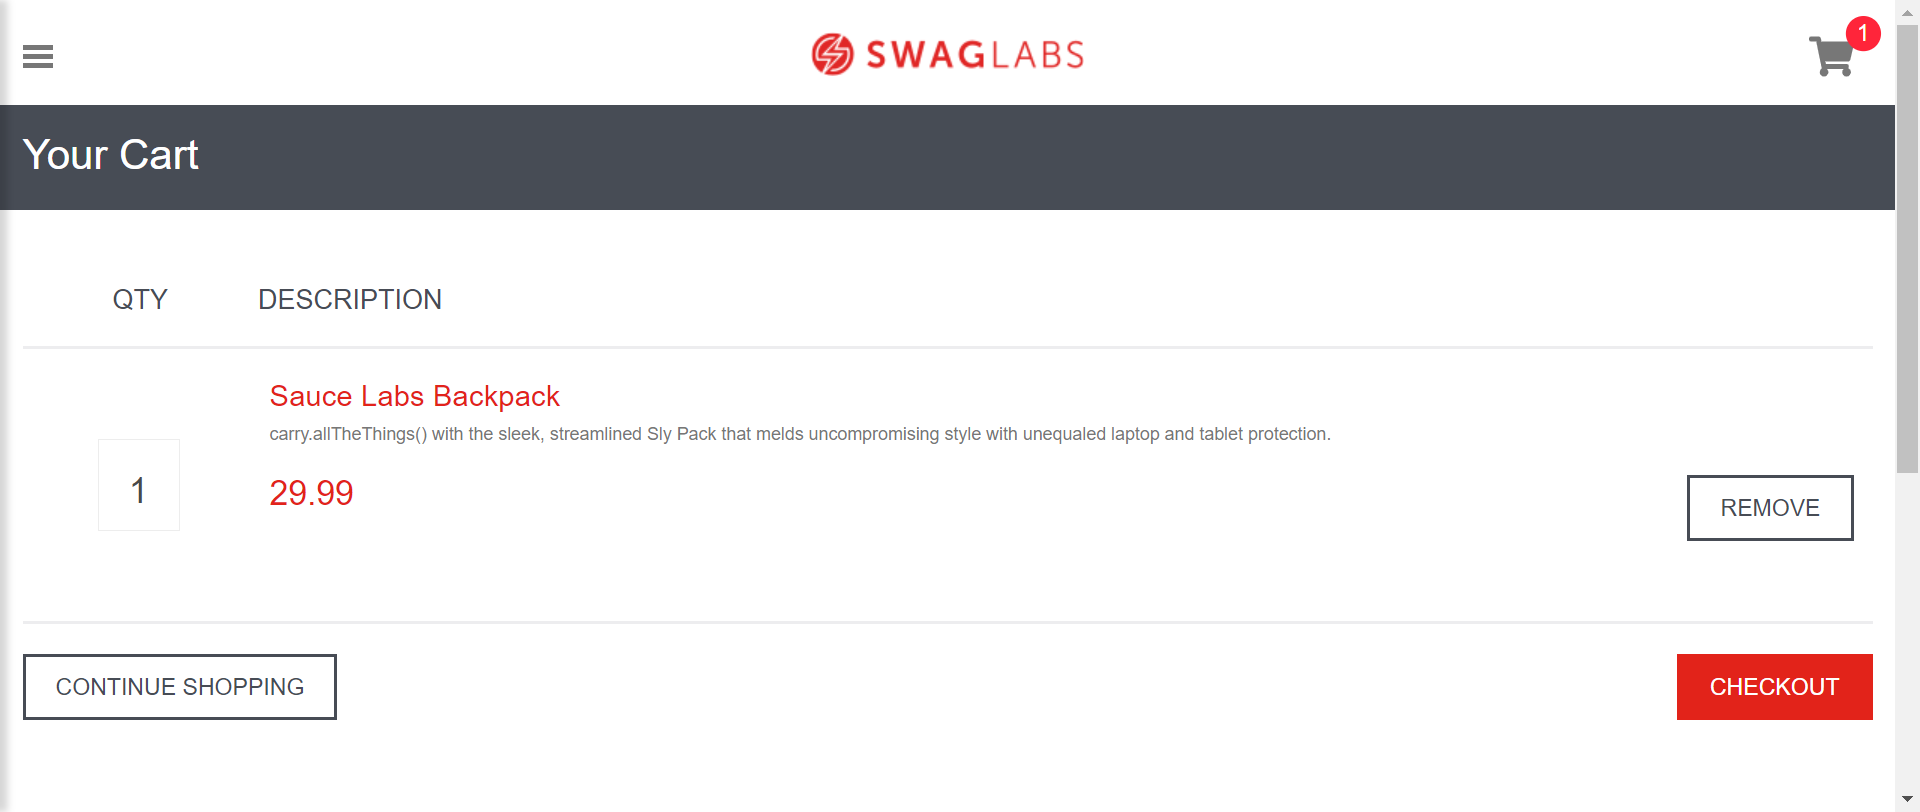 SWAGLABS
1
Your Cart
QTY DESCRIPTION
Sauce Labs Backpack
carry.allTheThings() with the sleek, streamlined Sly Pack that melds uncompromising style with unequaled laptop and tablet protection.
1
29.99
REMOVE
CONTINUE SHOPPING
CHECKOUT